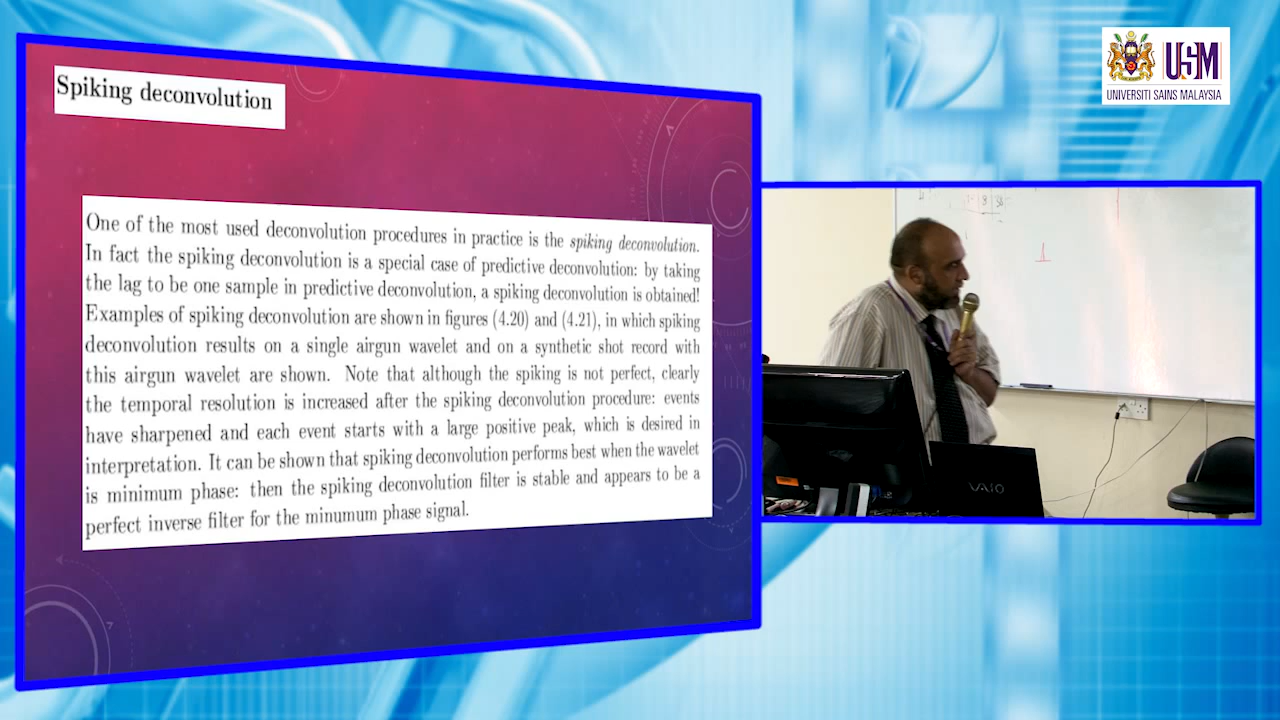 Spiking deconvolution
One of the most used deconvolution procedures in practice is the spiking deconvolution.
In fact the spiking deconvolution is a special case of predictive deconvolution: by taking
the lag to be one sample in predictive deconvolution, a spiking deconvolution is obtained!
Examples of spiking deconvolution are shown in figures (4.20) and (4.21), in which spiking
deconvolution results on a single airgun wavelet and on a synthetic shot record with
this airgun wavelet are shown. Note that although the spiking is not perfect, clearly
the temporal resolution is increased after the spiking deconvolution procedure: events
have sharpened and each event starts with a large positive peak, which is desired in
interpretation. It can be shown that spiking deconvolution performs best when the wavelet
is minimum phase: then the spiking deconvolution filter is stable and appears to be a
perfect inverse filter for the minumum phase signal.
USM
UNIVERSITI SAINS MALAYSIA
VAIO